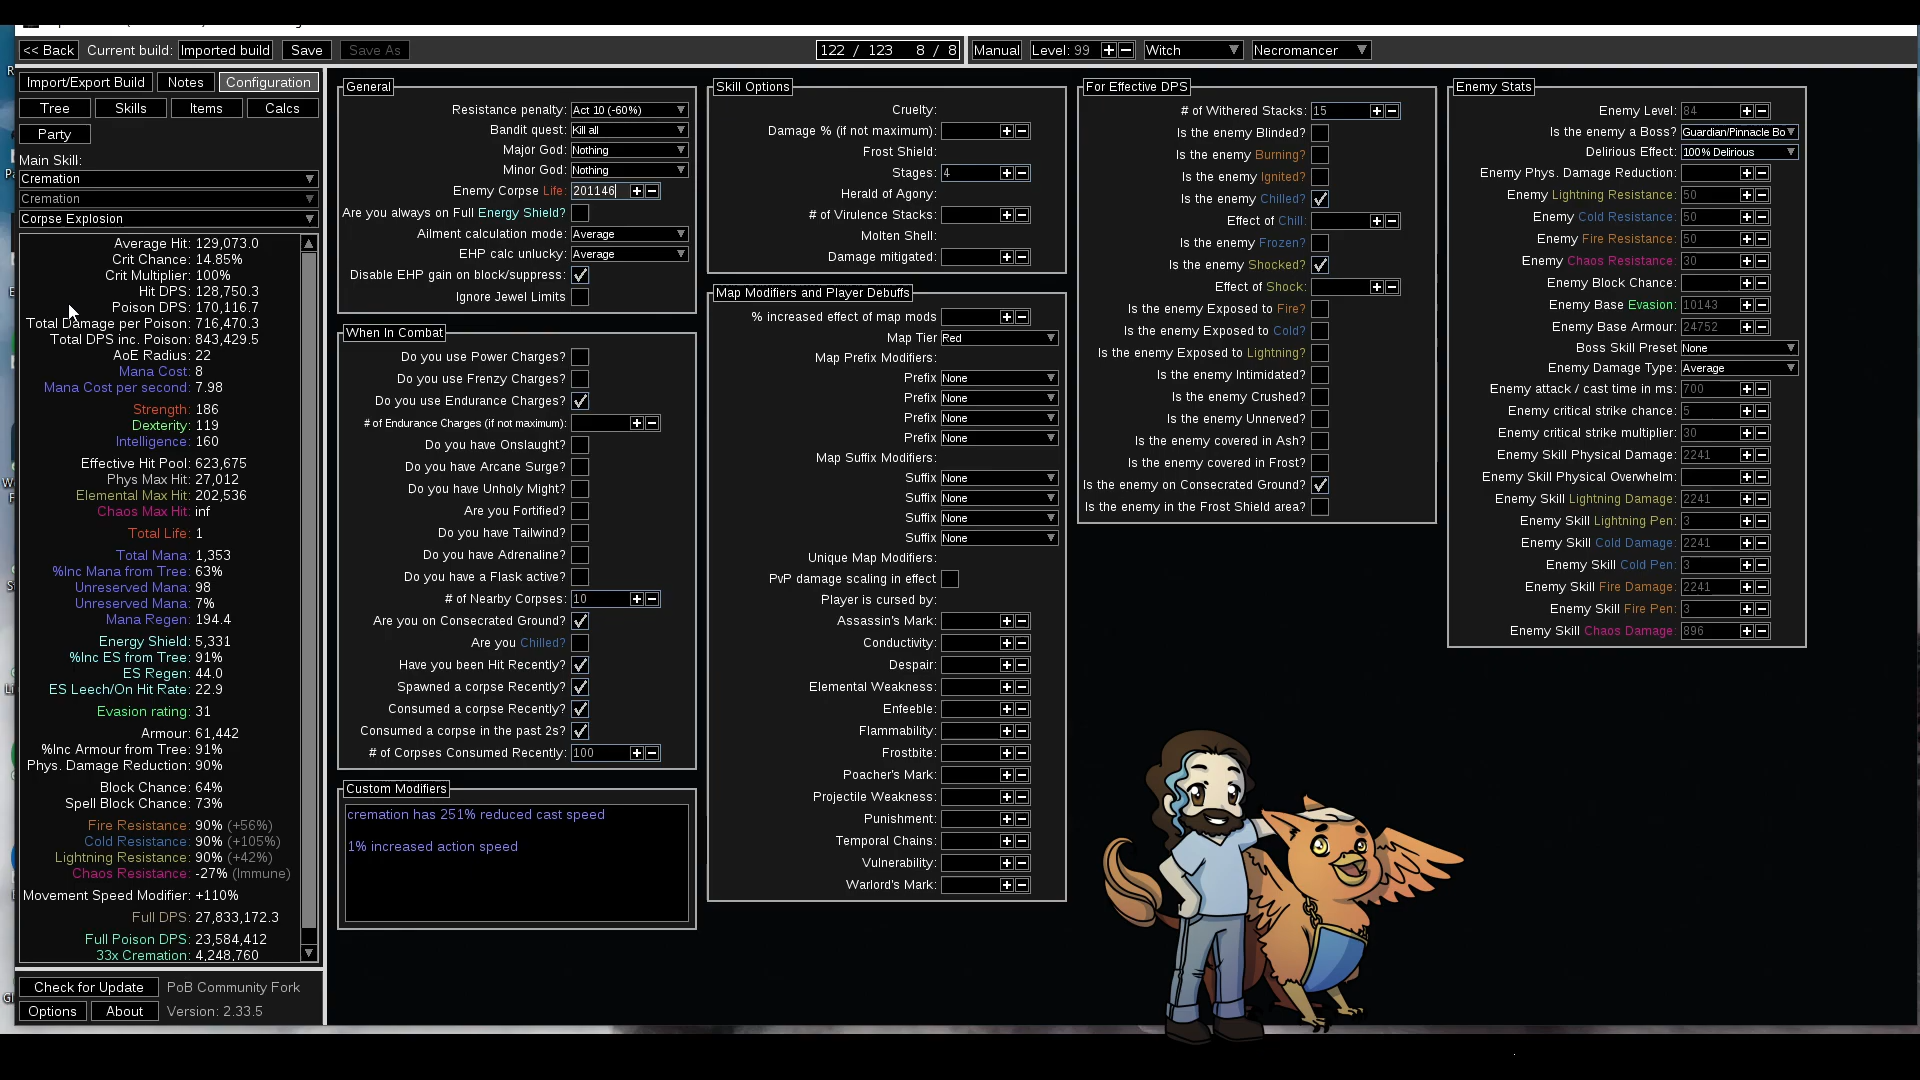 << Back Current build: Imported build Save Save As 122 / 123 8 / 8 Manual Level: 99 Witch Necromancer
Import/Export Build Notes Configuration
Tree Skills Items Calcs
Party
Main Skill:
Cremation
Cremation
Corpse Explosion
Average Hit: 129,073.0
Crit Chance: 14.85%
Crit Multiplier: 100%
Hit DPS: 128,750.3
Poison DPS: 170,116.7
Total Damage per Poison: 716,470.3
Total DPS inc. Poison: 843,429.5
AoE Radius: 22
Mana Cost: 8
Mana Cost per second: 7.98
Strength: 186
Dexterity: 119
Intelligence: 160
Effective Hit Pool: 623,675
Phys Max Hit: 27,012
Elemental Max Hit: 202,536
Chaos Max Hit: inf
Total Life: 1
Total Mana: 1,353
%Inc Mana from Tree: 63%
Unreserved Mana: 98
Unreserved Mana: 7%
Mana Regen: 194.4
Energy Shield: 5,331
%Inc ES from Tree: 91%
ES Regen: 44.0
ES Leech/On Hit Rate: 22.9
Evasion rating: 31
Armour: 61,442
%Inc Armour from Tree: 91%
Phys. Damage Reduction: 90%
Block Chance: 64%
Spell Block Chance: 73%
Fire Resistance: 90% (+56%)
Cold Resistance: 90% (+105%)
Lightning Resistance: 90% (+42%)
Chaos Resistance: -27% (Immune)
Movement Speed Modifier: +110%
Full DPS: 27,833,172.3
Full Poison DPS: 23,584,412
33x Cremation: 4,248,760
Check for Update PoB Community Fork
Options About Version: 2.33.5
General
Resistance penalty: Act 10 (-60%)
Bandit quest: Kill all
Major God: Nothing
Minor God: Nothing
Enemy Corpse Life: 201146
Are you always on Full Energy Shield?
Ailment calculation mode: Average
EHP calc unlucky: Average
Disable EHP gain on block/suppress:
Ignore Jewel Limits
When In Combat
Do you use Power Charges?
Do you use Frenzy Charges?
Do you use Endurance Charges?
# of Endurance Charges (if not maximum):
Do you have Onslaught?
Do you have Arcane Surge?
Do you have Unholy Might?
Are you Fortified?
Do you have Tailwind?
Do you have Adrenaline?
Do you have a Flask active?
# of Nearby Corpses: 10
Are you on Consecrated Ground?
Are you Chilled?
Have you been Hit Recently?
Spawned a corpse Recently?
Consumed a corpse Recently?
Consumed a corpse in the past 2s?
# of Corpses Consumed Recently: 100
Custom Modifiers
cremation has 251% reduced cast speed
1% increased action speed
Skill Options
Cruelty:
Damage % (if not maximum):
Frost Shield:
Stages: 4
Herald of Agony:
# of Virulence Stacks:
Molten Shell:
Damage mitigated:
Map Modifiers and Player Debuffs
% increased effect of map mods
Map Tier Red
Map Prefix Modifiers:
Prefix None
Prefix None
Prefix None
Prefix None
Map Suffix Modifiers:
Suffix None
Suffix None
Suffix None
Suffix None
Unique Map Modifiers:
PvP damage scaling in effect
Player is cursed by:
Assassin's Mark:
Conductivity:
Despair:
Elemental Weakness:
Enfeeble:
Flammability:
Frostbite:
Poacher's Mark:
Projectile Weakness:
Punishment:
Temporal Chains:
Vulnerability:
Warlord's Mark:
For Effective DPS
# of Withered Stacks: 15
Is the enemy Blinded?
Is the enemy Burning?
Is the enemy Ignited?
Is the enemy Chilled?
Effect of Chill:
Is the enemy Frozen?
Is the enemy Shocked?
Effect of Shock:
Is the enemy Exposed to Fire?
Is the enemy Exposed to Cold?
Is the enemy Exposed to Lightning?
Is the enemy Intimidated?
Is the enemy Crushed?
Is the enemy Unnerved?
Is the enemy covered in Ash?
Is the enemy covered in Frost?
Is the enemy on Consecrated Ground?
Is the enemy in the Frost Shield area?
Enemy Stats
Enemy Level: 84
Is the enemy a Boss? Guardian/Pinnacle Bo
Delirious Effect: 100% Delirious
Enemy Phys. Damage Reduction:
Enemy Lightning Resistance: 50
Enemy Cold Resistance: 50
Enemy Fire Resistance: 50
Enemy Chaos Resistance: 30
Enemy Block Chance:
Enemy Base Evasion: 10143
Enemy Base Armour: 24752
Boss Skill Preset None
Enemy Damage Type: Average
Enemy attack / cast time in ms: 700
Enemy critical strike chance: 5
Enemy critical strike multiplier: 30
Enemy Skill Physical Damage: 2241
Enemy Skill Physical Overwhelm:
Enemy Skill Lightning Damage: 2241
Enemy Skill Lightning Pen: 3
Enemy Skill Cold Damage: 2241
Enemy Skill Cold Pen: 3
Enemy Skill Fire Damage: 2241
Enemy Skill Fire Pen: 3
Enemy Skill Chaos Damage: 896